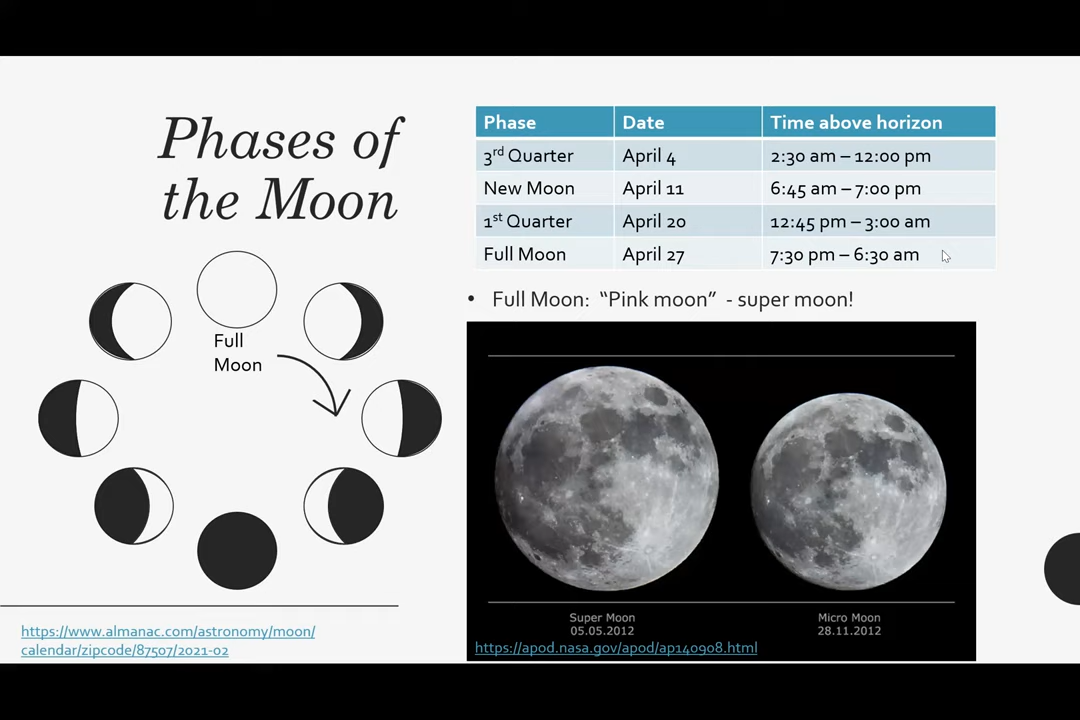 Phases of
the Moon
Full
Moon
https://www.almanac.com/astronomy/moon/
calendar/zipcode/87507/2021-02
Phase Date Time above horizon
3rd Quarter April 4 2:30 am – 12:00 pm
New Moon April 11 6:45 am – 7:00 pm
1st Quarter April 20 12:45 pm – 3:00 am
Full Moon April 27 7:30 pm – 6:30 am
• Full Moon: “Pink moon” - super moon!
Super Moon Micro Moon
05.05.2012 28.11.2012
https://apod.nasa.gov/apod/ap140908.html